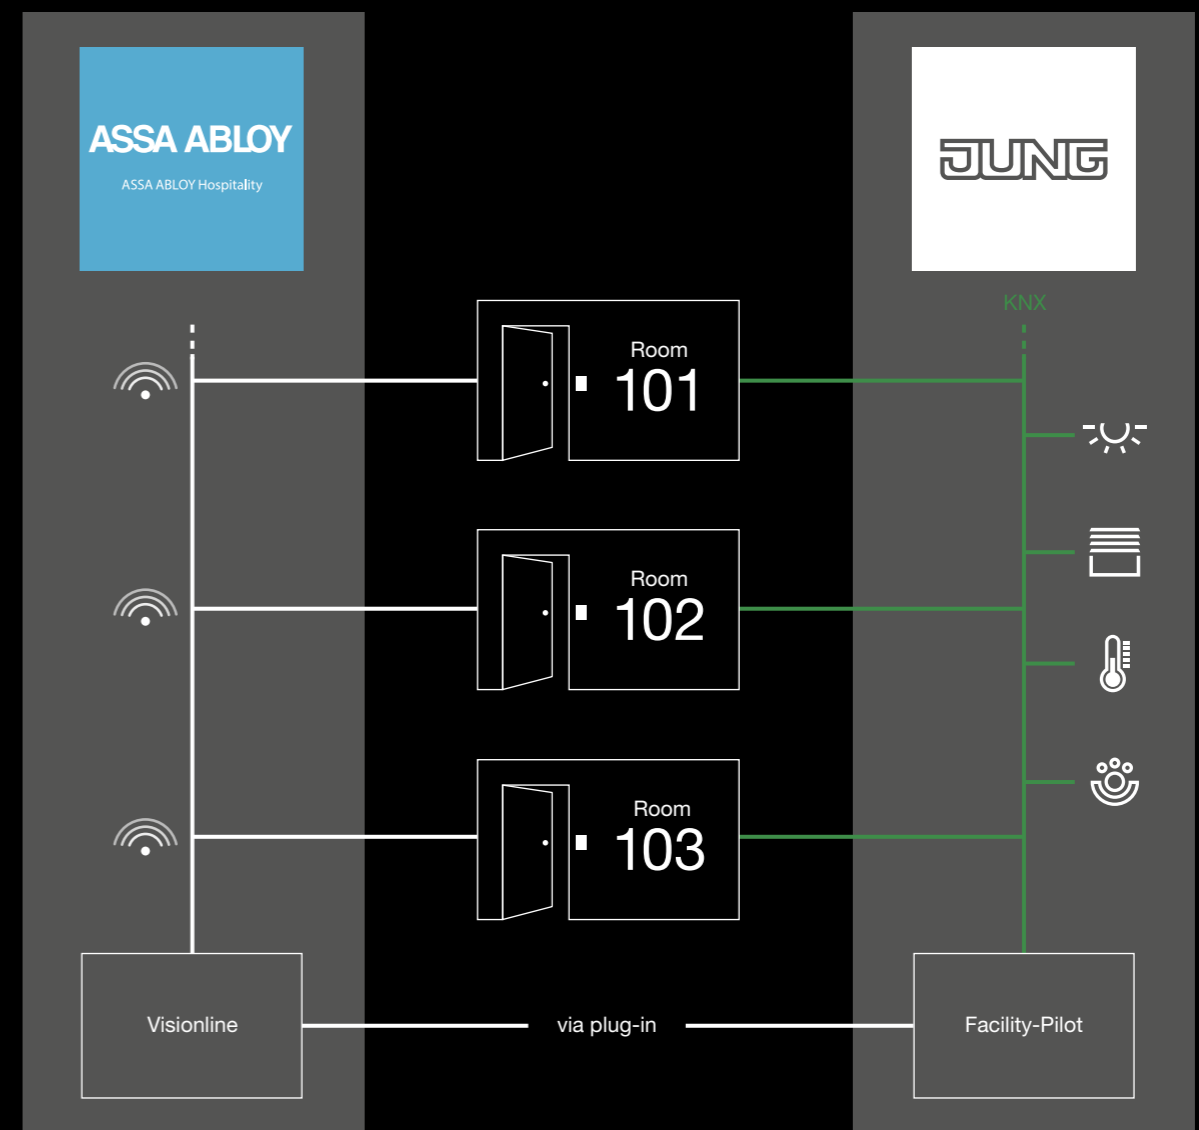 ASSA ABLOY
ASSA ABLOY Hospitality
JUNG
KNX
Room
101
Room
102
Room
103
Visionline
via plug-in
Facility-Pilot